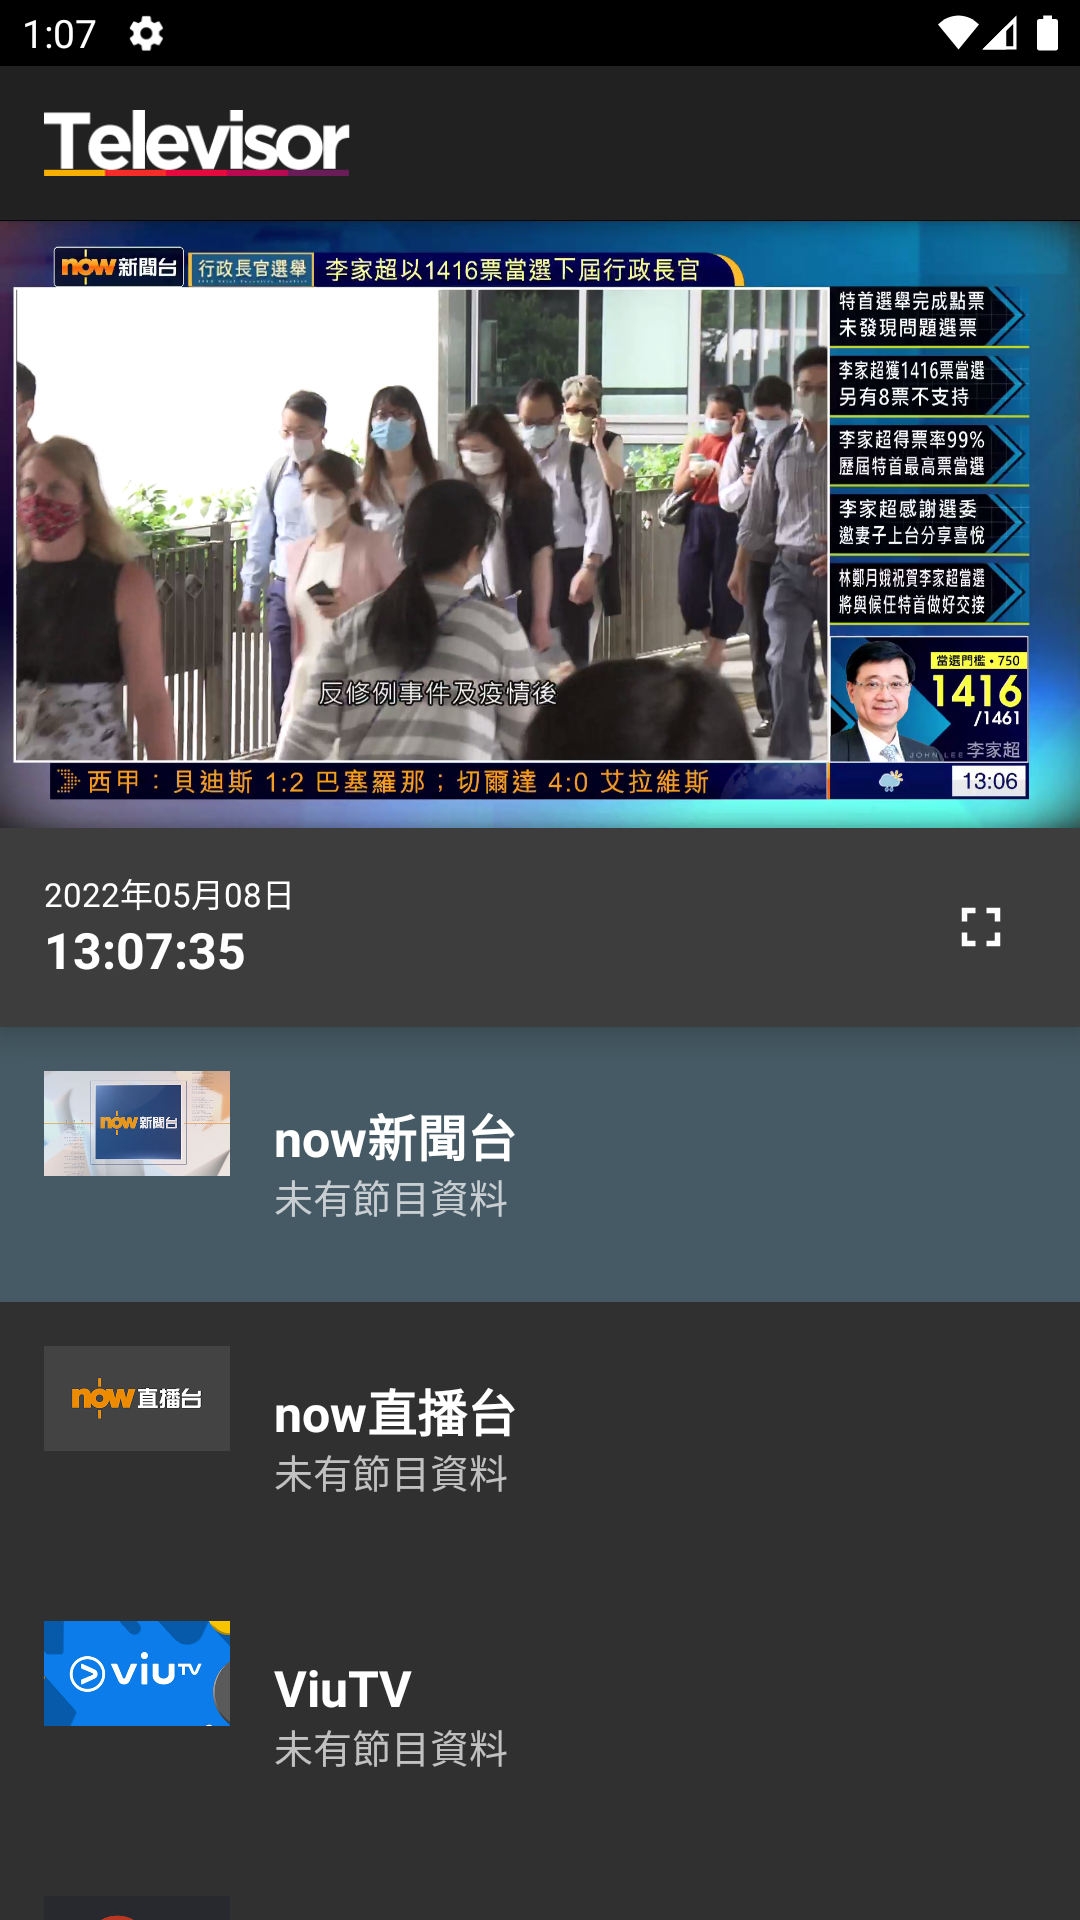 1:07
Televisor
now新聞台
行政長官選舉
李家超以1416票當選下屆行政長官
特首選舉完成點票
未發現問題選票
李家超獲1416票當選
另有8票不支持
李家超得票率99%
歷屆特首最高票當選
李家超感謝選委
邀妻子上台分享喜悅
林鄭月娥祝賀李家超當選
將與候任特首做好交接
當選門檻・750
1416
/1461
JOHN LEE 李家超
反修例事件及疫情後
西甲：貝迪斯 1:2 巴塞羅那；切爾達 4:0 艾拉維斯
13:06
2022年05月08日
13:07:35
now新聞台
now新聞台
未有節目資料
now直播台
now直播台
未有節目資料
viuTV
ViuTV
未有節目資料